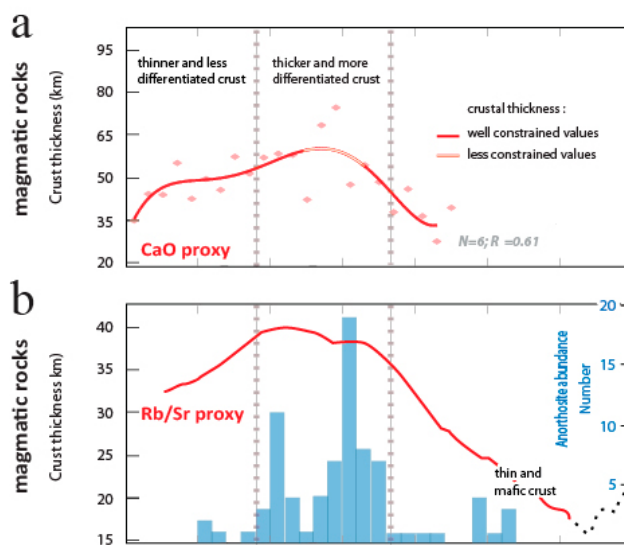 a
magmatic rocks
Crust thickness (km)
95
80
65
50
35
20
thinner and less
differentiated crust
thicker and more
differentiated crust
crustal thickness :
well constrained values
less constrained values
N=6; R =0.61
CaO proxy
b
magmatic rocks
Crust thickness km)
40
35
30
25
20
15
Rb/Sr proxy
thin and
mafic crust
20
15
10
5
Anorthosite abundance
Number